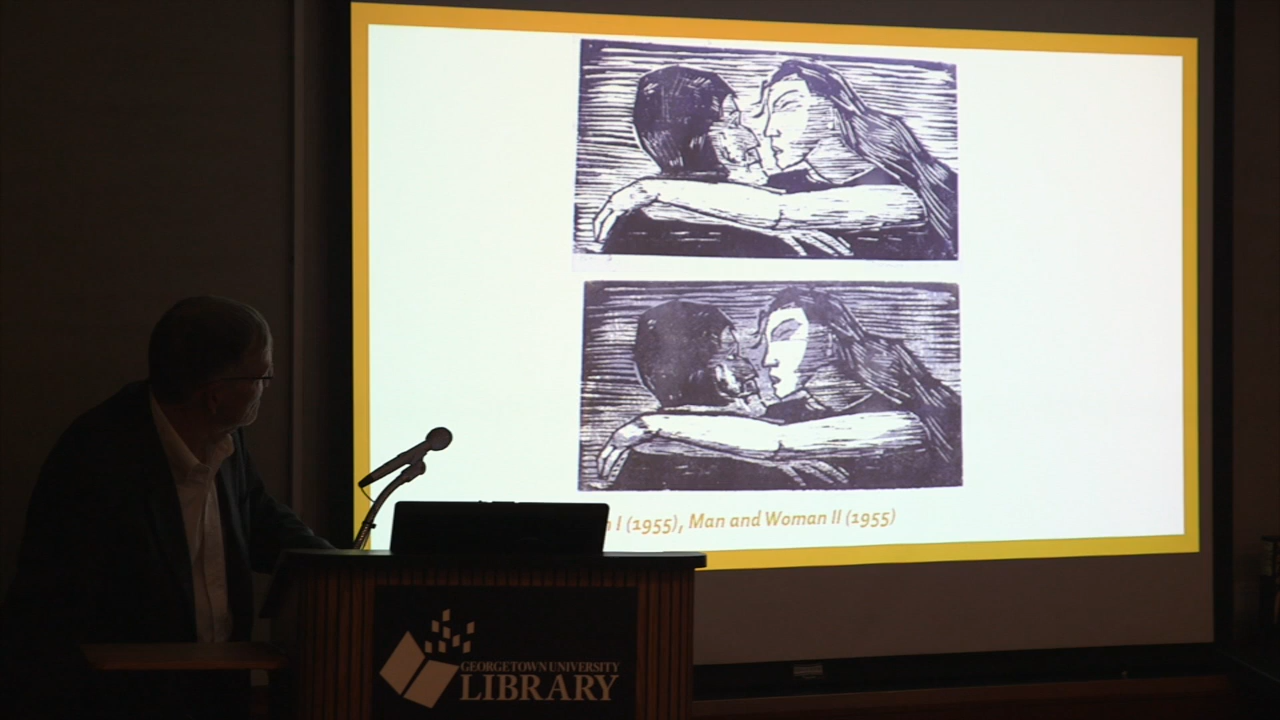 I (1955), Man and Woman II (1955)
GEORGETOWN UNIVERSITY
LIBRARY